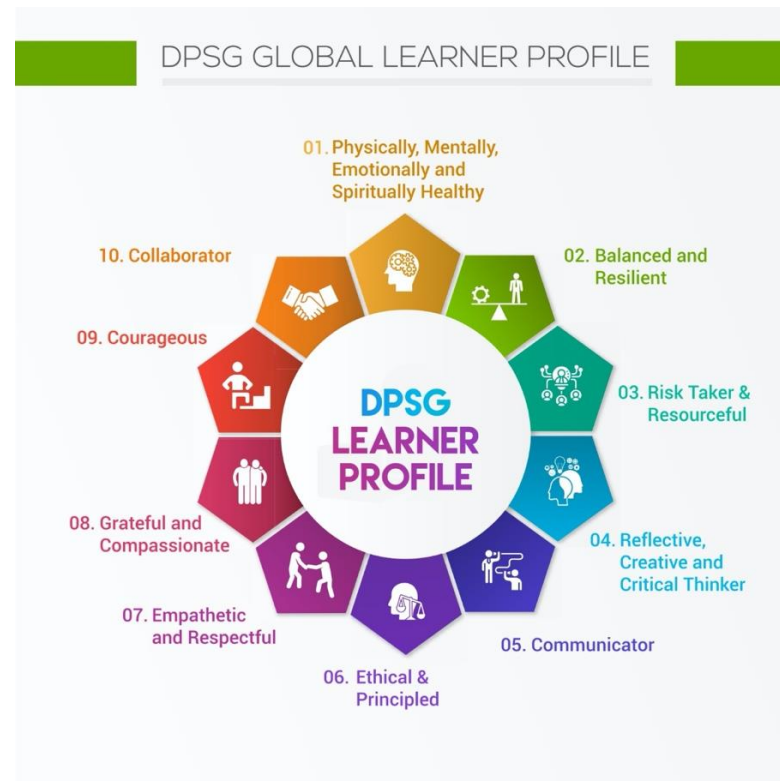 DPSG GLOBAL LEARNER PROFILE
01. Physically, Mentally,
Emotionally and
Spiritually Healthy
02. Balanced and
Resilient
03. Risk Taker &
Resourceful
04. Reflective,
Creative and
Critical Thinker
05. Communicator
06. Ethical &
Principled
07. Empathetic
and Respectful
08. Grateful and
Compassionate
09. Courageous
10. Collaborator
DPSG
LEARNER
PROFILE